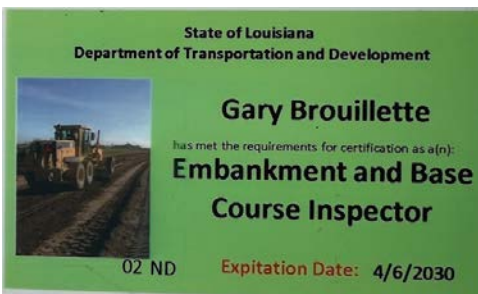 State of Louisiana
Department of Transportation and Development
Gary Brouillette
has met the requirements for certification as a(n):
Embankment and Base
Course Inspector
02 ND
Expitation Date: 4/6/2030